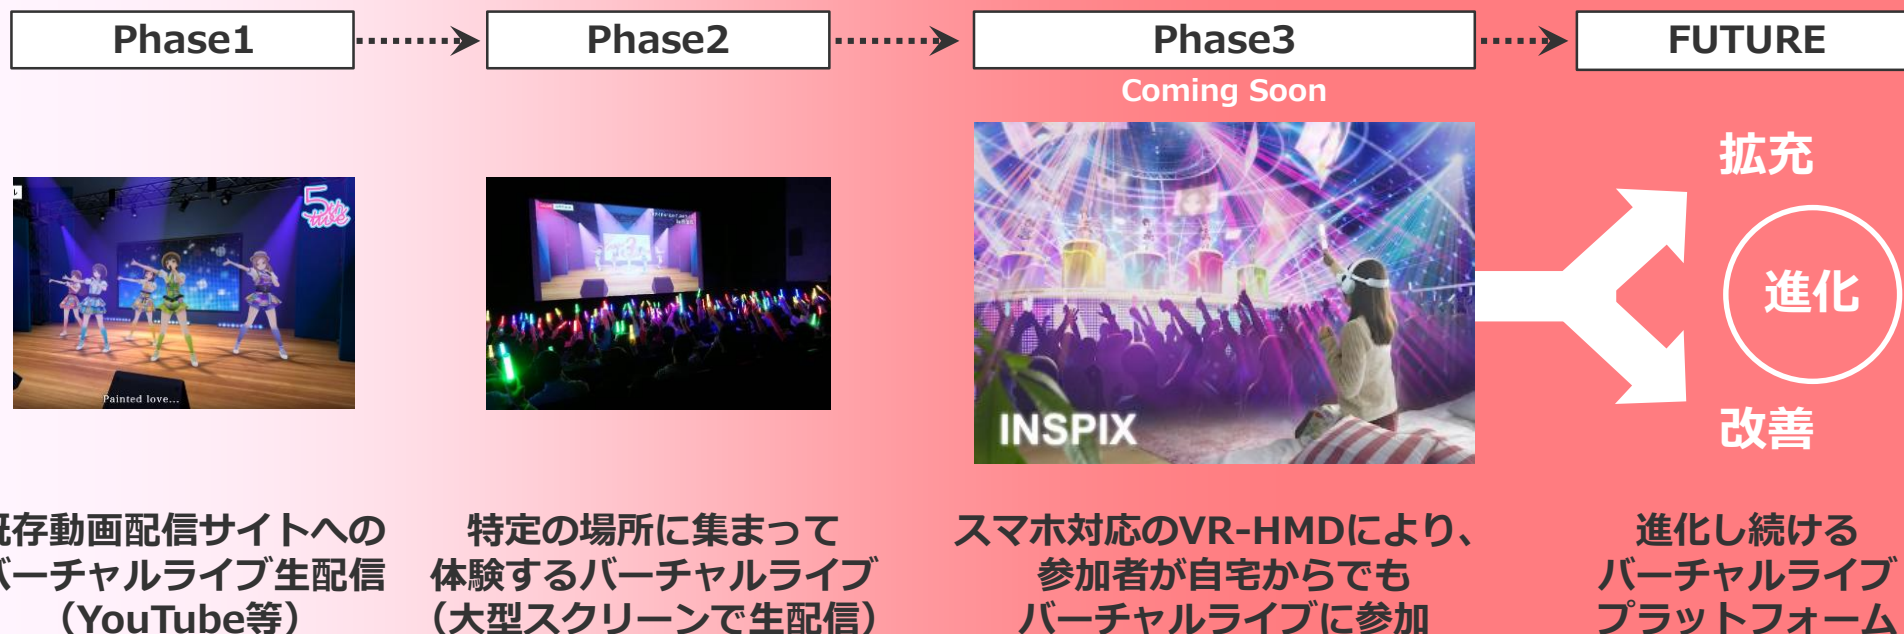 Phase1
Phase2
Phase3
FUTURE
Coming Soon
Painted love...
INSPIX
拡充
進化
改善
既存動画配信サイトへの
バーチャルライブ生配信
（YouTube等）
特定の場所に集まって
体験するバーチャルライブ
（大型スクリーンで生配信）
スマホ対応のVR-HMDにより、
参加者が自宅からでも
バーチャルライブに参加
進化し続ける
バーチャルライブ
プラットフォーム